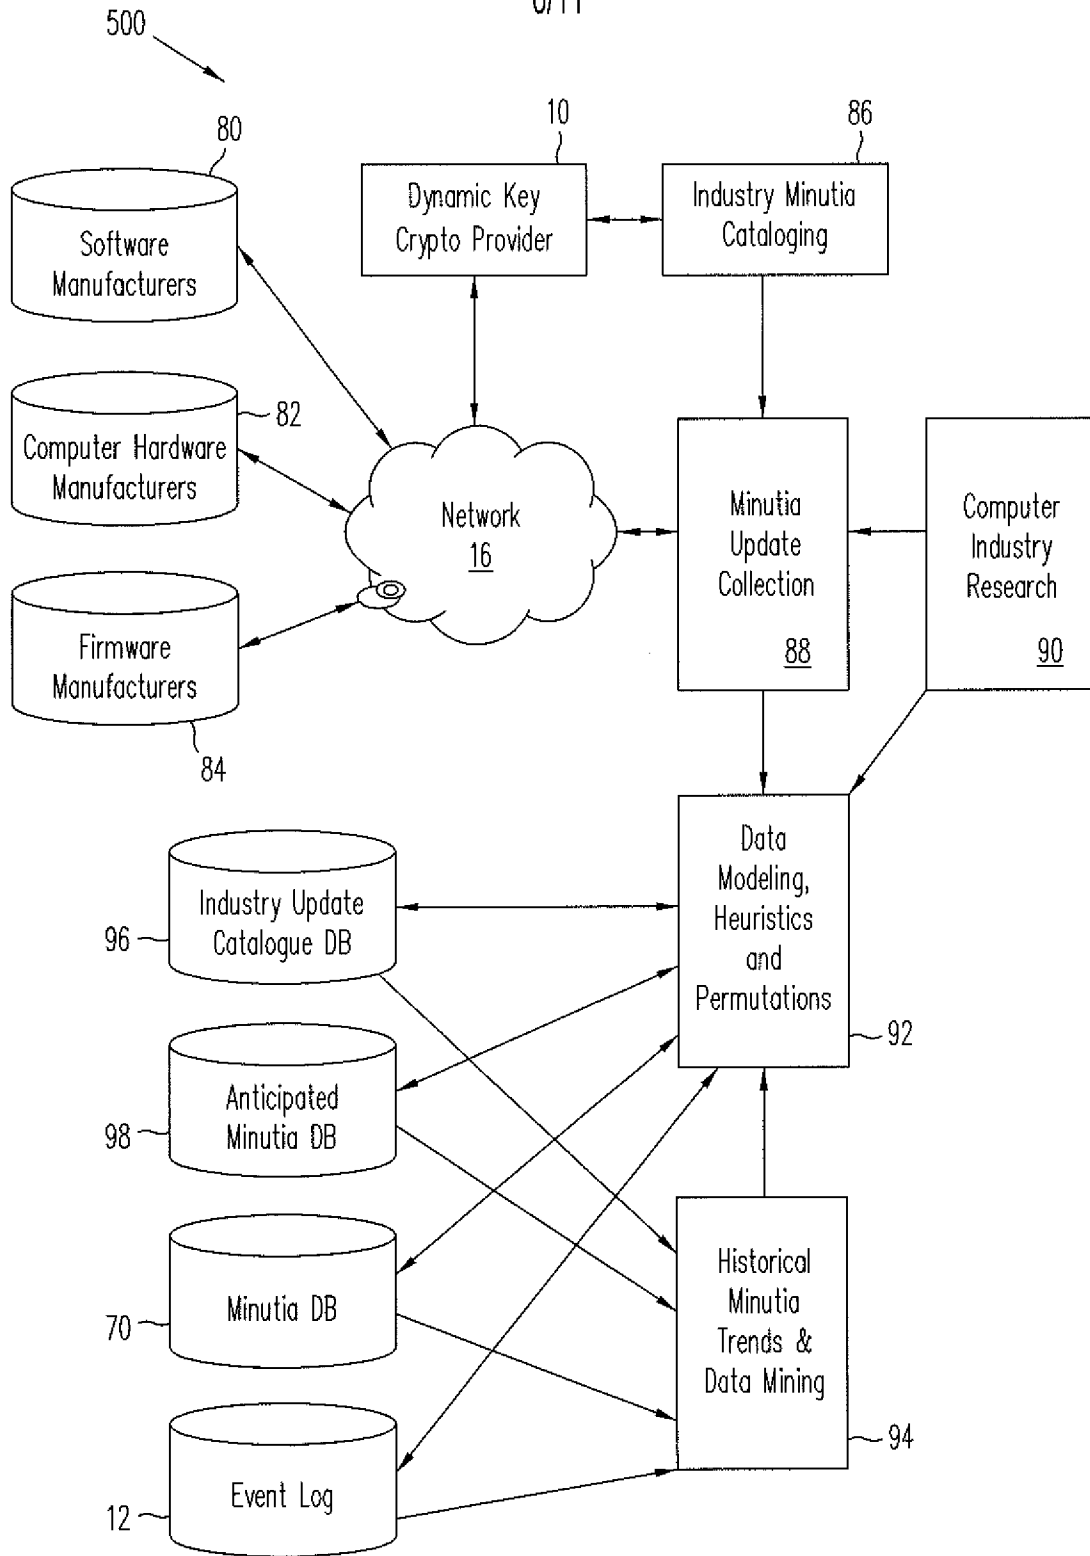 500
80
10
86
Software
Manufacturers
Dynamic Key
Crypto Provider
Industry Minutia
Cataloging
82
Computer Hardware
Manufacturers
Network
16
Minutia
Update
Collection
88
Computer
Industry
Research
90
Firmware
Manufacturers
84
Industry Update
Catalogue DB
96
Data
Modeling,
Heuristics
and
Permutations
92
Anticipated
Minutia DB
98
Minutia DB
70
Historical
Minutia
Trends &
Data Mining
94
Event Log
12